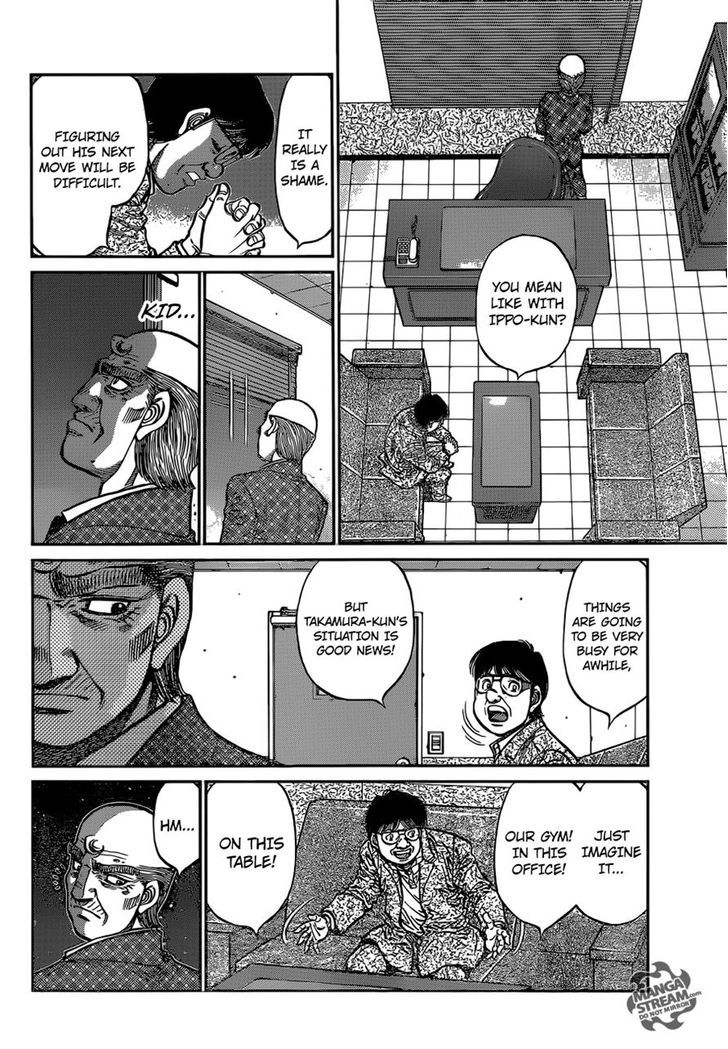 YOU MEAN
LIKE WITH
IPPO-KUN?
IT
REALLY
IS A
SHAME.
FIGURING
OUT HIS NEXT
MOVE WILL BE
DIFFICULT.
KID...
THINGS
ARE GOING
TO BE VERY
BUSY FOR
AWHILE,
BUT
TAKAMURA-KUN'S
SITUATION IS
GOOD NEWS!
JUST
IMAGINE
IT...
OUR GYM!
IN THIS
OFFICE!
ON THIS
TABLE!
HM...
MANGA
STREAM.com
DO NOT MIRROR